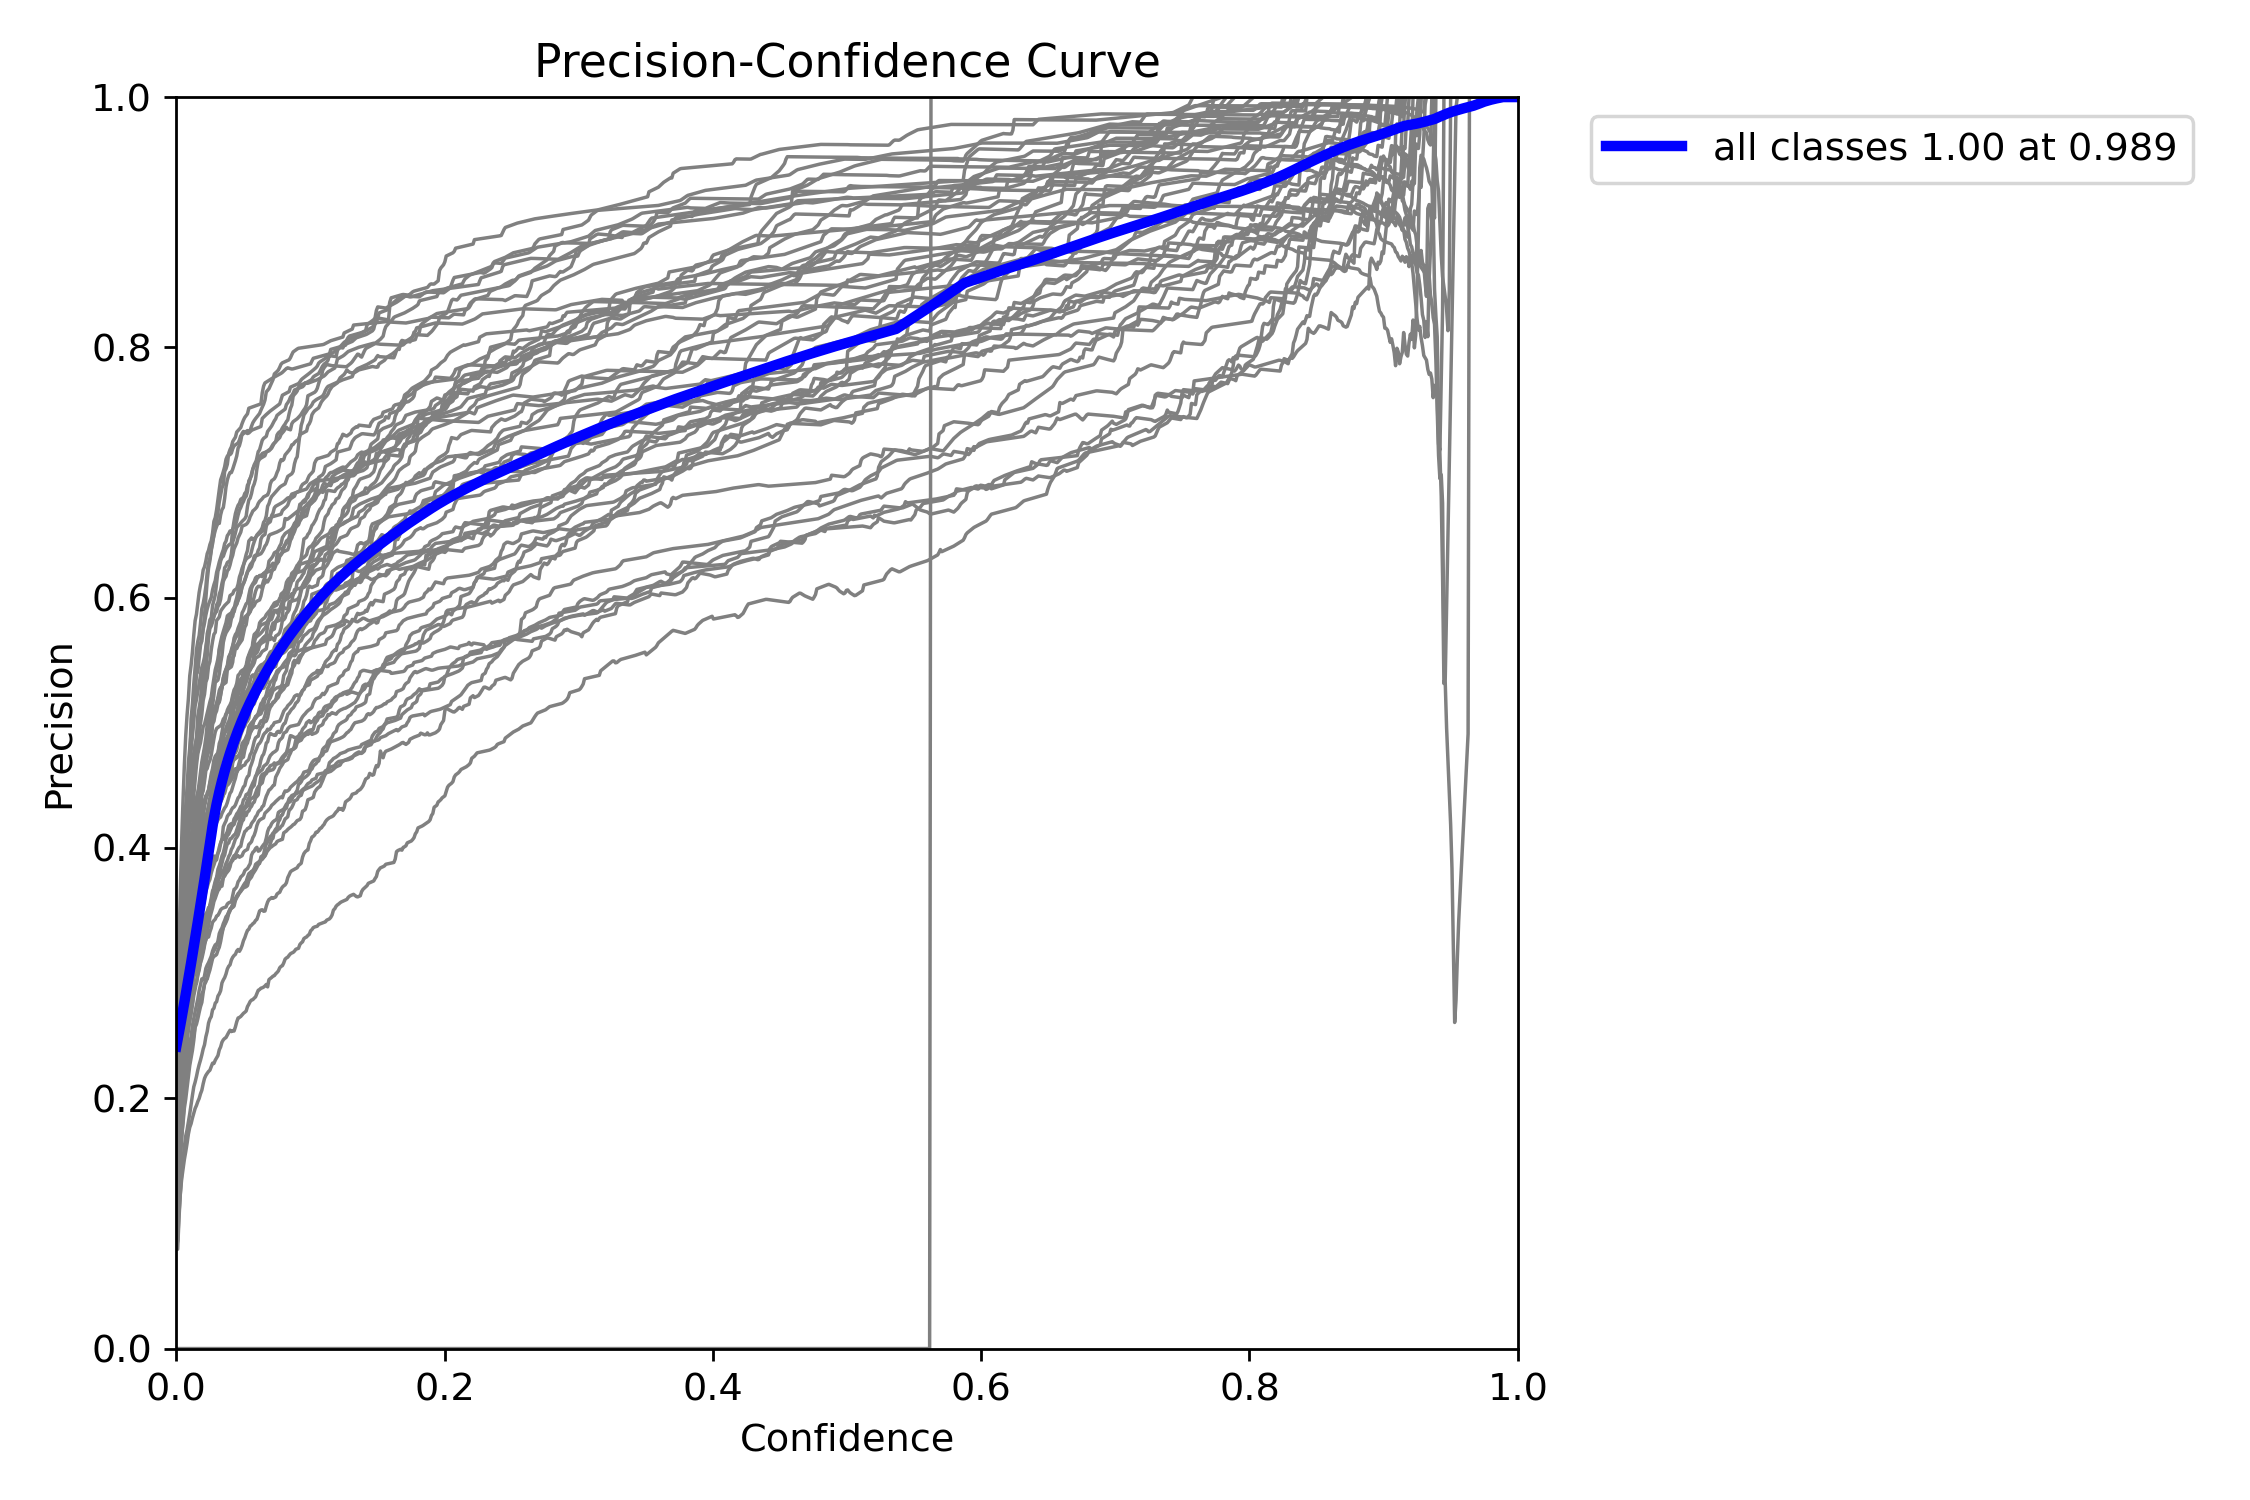 Precision-Confidence Curve
all classes 1.00 at 0.989
1.0
0.8
0.6
0.4
0.2
0.0
Precision
0.0 0.2 0.4 0.6 0.8 1.0
Confidence